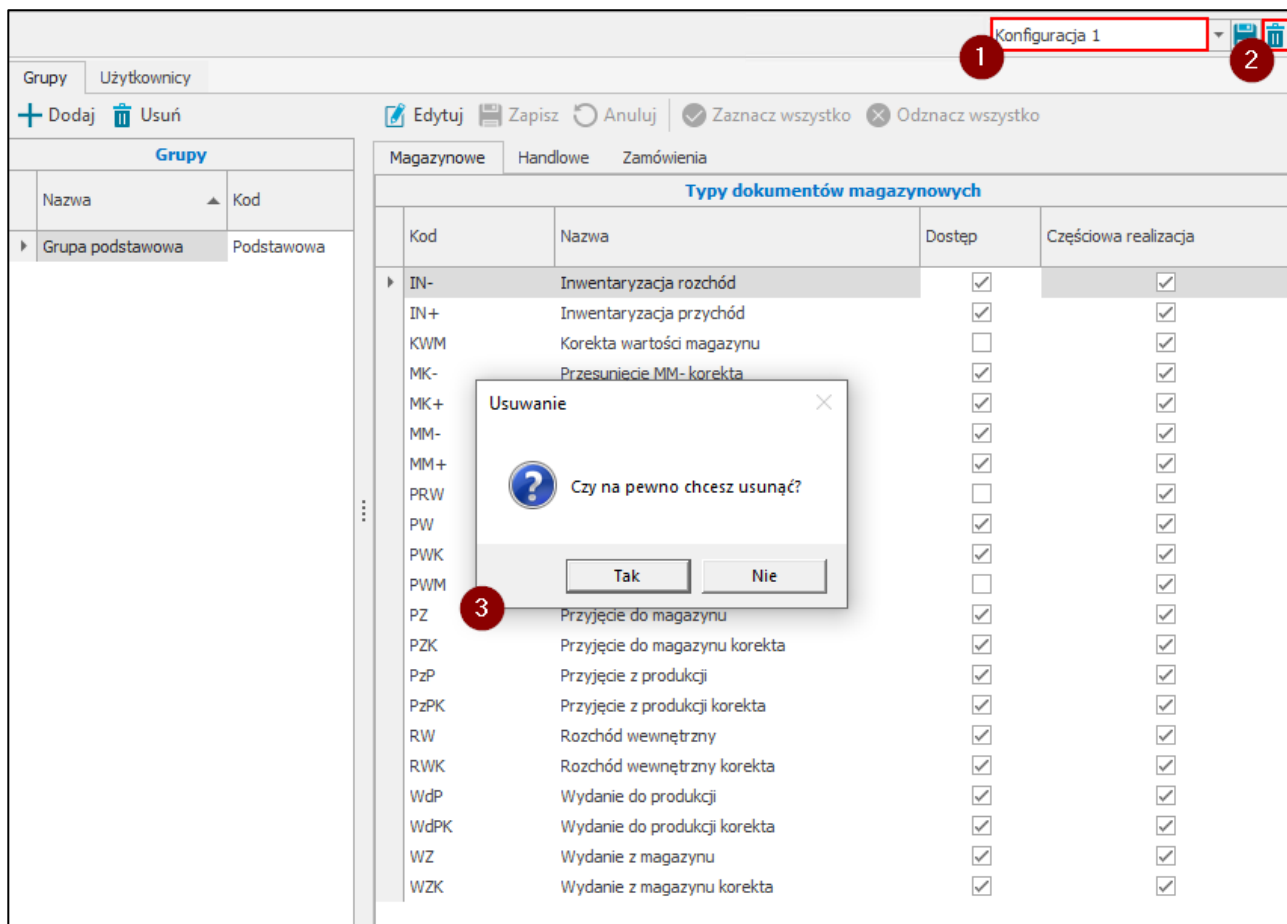 Konfiguracja 1
1
2
Grupy Użytkownicy
Dodaj Usuń
Edytuj Zapisz Anuluj Zaznacz wszystko Odznacz wszystko
Grupy
Magazynowe Handlowe Zamówienia
Typy dokumentów magazynowych
Nazwa Kod
Kod Nazwa Dostęp Częściowa realizacja
Grupa podstawowa Podstawowa
IN- Inwentaryzacja rozchód
IN+ Inwentaryzacja przychód
KWM Korekta wartości magazynu
MK- Przesunięcie MM- korekta
MK+
MM-
MM+
PRW
PW
PWK
PWM
Usuwanie
Czy na pewno chcesz usunąć?
Tak Nie
3
PZ Przyjęcie do magazynu
PZK Przyjęcie do magazynu korekta
PzP Przyjęcie z produkcji
PzPK Przyjęcie z produkcji korekta
RW Rozchód wewnętrzny
RWK Rozchód wewnętrzny korekta
WdP Wydanie do produkcji
WdPK Wydanie do produkcji korekta
WZ Wydanie z magazynu
WZK Wydanie z magazynu korekta